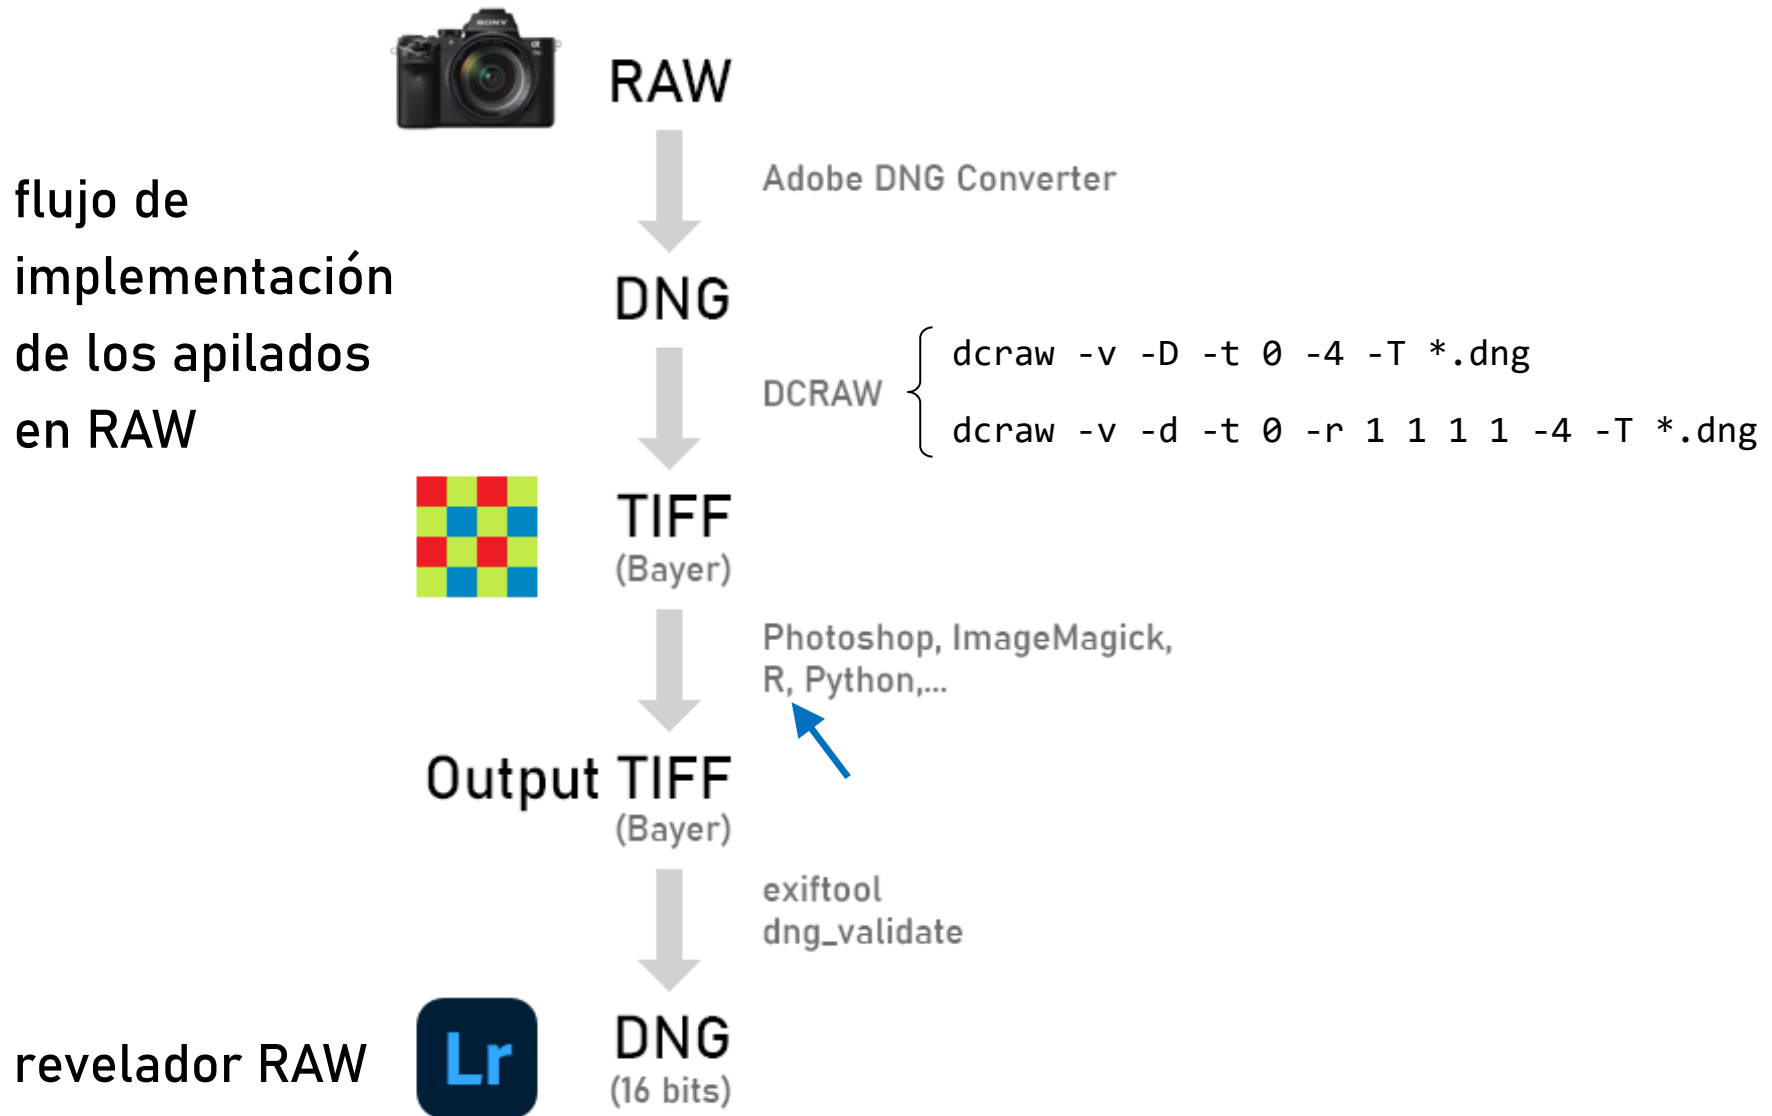 SONY
RAW
Adobe DNG Converter
flujo de
implementación
de los apilados
en RAW
DNG
DCRAW
dcraw -v -D -t 0 -4 -T *.dng
dcraw -v -d -t 0 -r 1 1 1 1 -4 -T *.dng
TIFF
(Bayer)
Photoshop, ImageMagick,
R, Python,...
Output TIFF
(Bayer)
exiftool
dng_validate
revelador RAW
Lr
DNG
(16 bits)